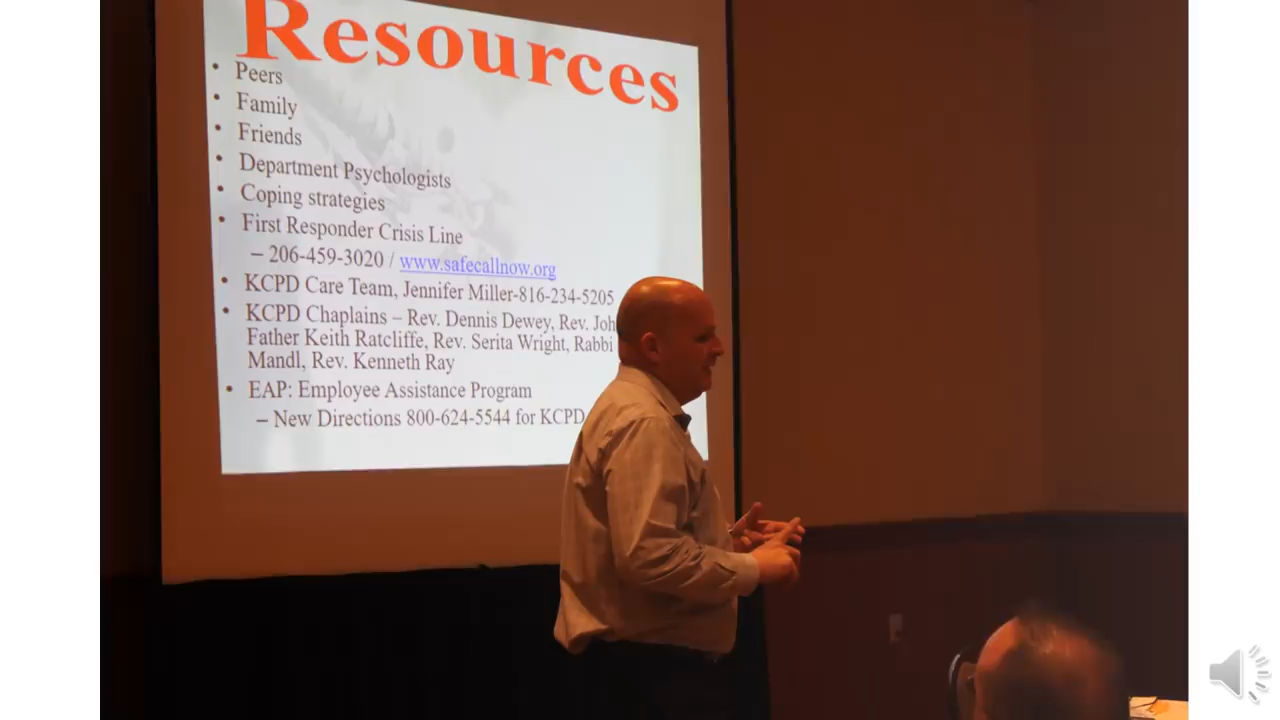 Resources
• Peers
• Family
• Friends
• Department Psychologists
• Coping strategies
• First Responder Crisis Line
– 206-459-3020 / www.safecallnow.org
• KCPD Care Team, Jennifer Miller-816-234-5205
• KCPD Chaplains – Rev. Dennis Dewey, Rev.
Father Keith Ratcliffe, Rev. Serita Wright, Rabbi
Mandl, Rev. Kenneth Ray
• EAP: Employee Assistance Program
– New Directions 800-624-5544 for KCPD